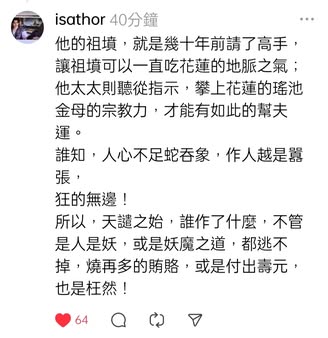 isathor 40分鐘
他的祖墳，就是幾十年前請了高手，
讓祖墳可以一直吃花蓮的地脈之氣；
他太太則聽從指示，攀上花蓮的瑤池
金母的宗教力，才能有如此的幫夫
運。
誰知，人心不足蛇吞象，作人越是囂
張，
狂的無邊！
所以，天譴之始，誰作了什麼，不管
是人是妖，或是妖魔之道，都逃不
掉，燒再多的賄賂，或是付出壽元，
也是枉然！
64